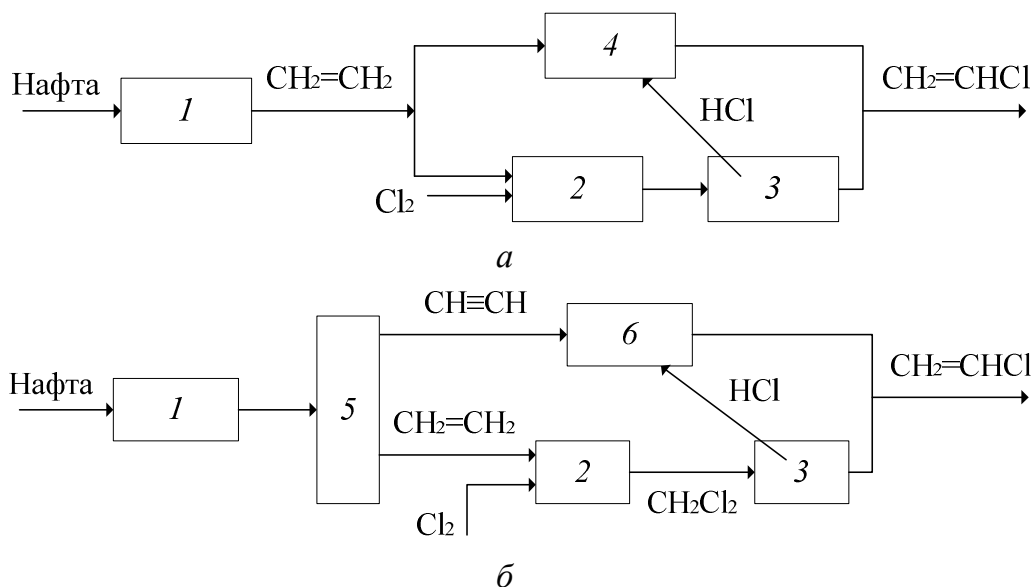 Нафта
1
CH2=CH2
4
CH2=CHCl
HCl
Cl2
2
3
а
CH≡CH
6
Нафта
1
5
CH2=CHCl
HCl
CH2=CH2
2
3
CH2Cl2
Cl2
б